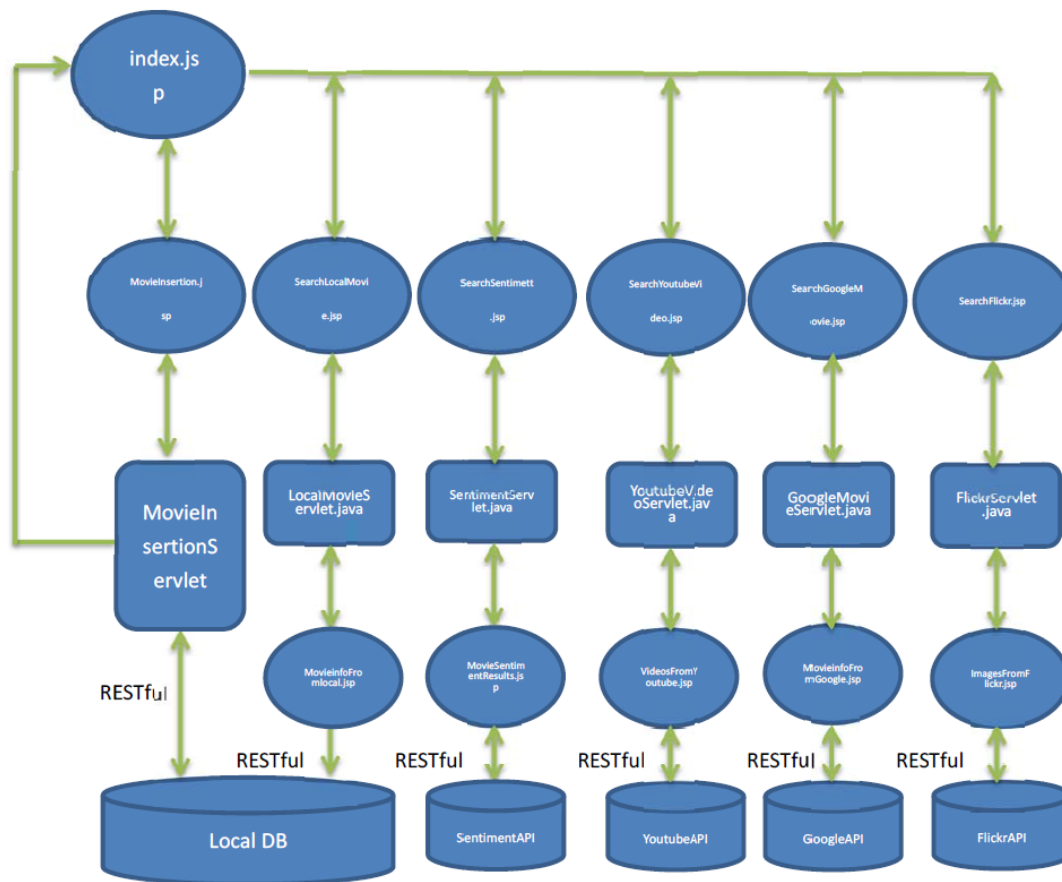 index.js
p
MovieInsertion.j
sp
SearchLocalMovi
e.jsp
SearchSentimett
.jsp
SearchYoutubeVi
deo.jsp
SearchGoogleM
ovie.jsp
SearchFlickr.jsp
MovieIn
sertionS
ervlet
LocalMovieS
ervlet.java
SentimentServ
let.java
YoutubeVide
oServlet.jav
a
GoogleMovi
eServlet.java
FlickrServlet
.java
MovieinfoFro
mlocal.jsp
MovieSentim
entResults.js
p
VideosFromY
outube.jsp
MovieinfoFro
mGoogle.jsp
ImagesFromF
lickr.jsp
RESTful
RESTful
RESTful
RESTful
RESTful
RESTful
Local DB
SentimentAPI
YoutubeAPI
GoogleAPI
FlickrAPI